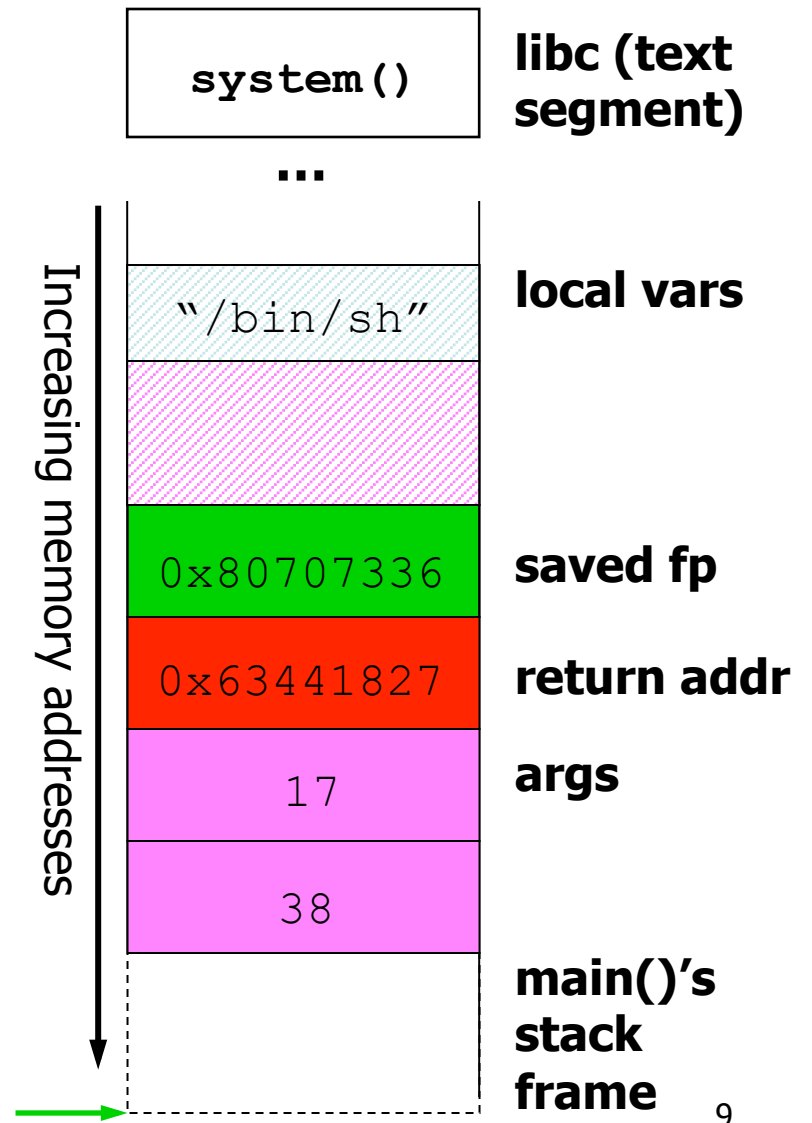 system()
libc (text
segment)
...
Increasing memory addresses
“/bin/sh”
local vars
0x80707336
saved fp
0x63441827
return addr
17
args
38
main()’s
stack
frame
9